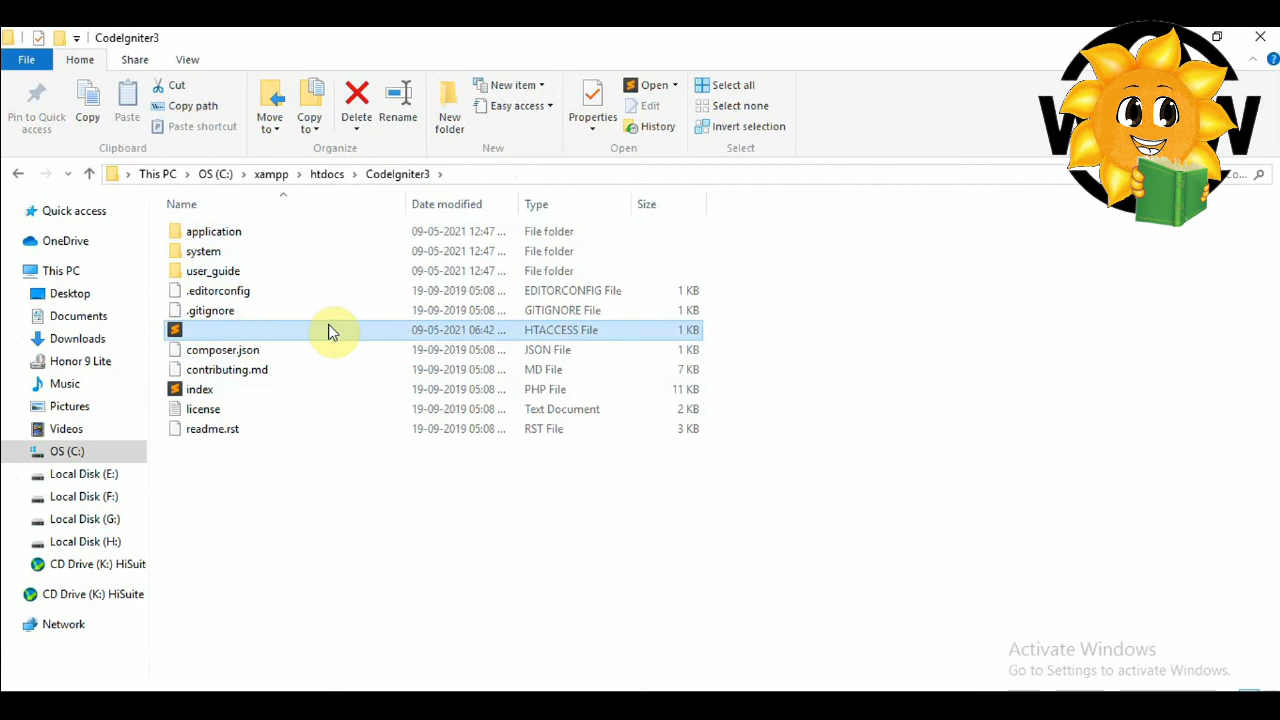 CodeIgniter3
File Home Share View
Pin to Quick access
Copy
Paste
Cut
Copy path
Paste shortcut
Clipboard
Move to
Copy to
Delete
Rename
Organize
New folder
New item
Easy access
New
Properties
Open
Edit
History
Open
Select all
Select none
Invert selection
Select
This PC > OS (C:) > xampp > htdocs > CodeIgniter3 >
Name Date modified Type Size
application 09-05-2021 12:47 ... File folder
system 09-05-2021 12:47 ... File folder
user_guide 09-05-2021 12:47 ... File folder
.editorconfig 19-09-2019 05:08 ... EDITORCONFIG File 1 KB
.gitignore 19-09-2019 05:08 ... GITIGNORE File 1 KB
09-05-2021 06:42 ... HTACCESS File 1 KB
composer.json 19-09-2019 05:08 ... JSON File 1 KB
contributing.md 19-09-2019 05:08 ... MD File 7 KB
index 19-09-2019 05:08 ... PHP File 11 KB
license 19-09-2019 05:08 ... Text Document 2 KB
readme.rst 19-09-2019 05:08 ... RST File 3 KB
Quick access
OneDrive
This PC
Desktop
Documents
Downloads
Honor 9 Lite
Music
Pictures
Videos
OS (C:)
Local Disk (E:)
Local Disk (F:)
Local Disk (G:)
Local Disk (H:)
CD Drive (K:) HiSuite
CD Drive (K:) HiSuite
Network
Activate Windows
Go to Settings to activate Windows.